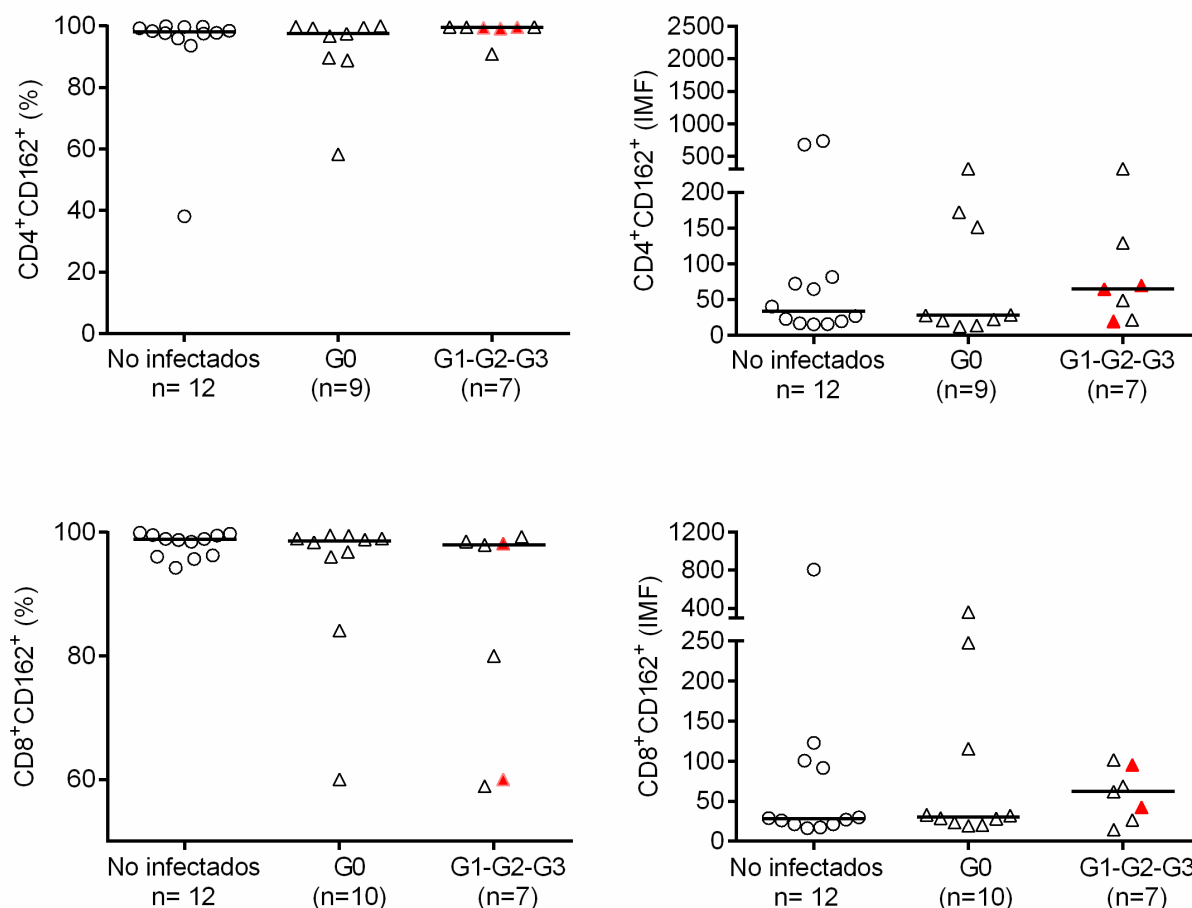 CD4+CD162+ (%)
100
80
60
40
20
0
No infectados
n= 12
G0
(n=9)
G1-G2-G3
(n=7)
CD4+CD162+ (IMF)
2500
2000
1500
1000
500
200
150
100
50
0
No infectados
n= 12
G0
(n=9)
G1-G2-G3
(n=7)
CD8+CD162+ (%)
100
80
60
No infectados
n= 12
G0
(n=10)
G1-G2-G3
(n=7)
CD8+CD162+ (IMF)
1200
800
400
250
200
150
100
50
0
No infectados
n= 12
G0
(n=10)
G1-G2-G3
(n=7)